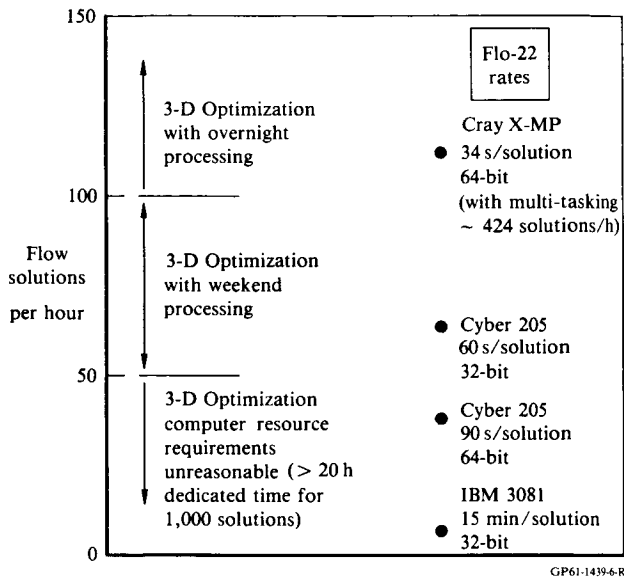 150
Flo-22
rates
3-D Optimization
with overnight
processing
Cray X-MP
34 s/solution
64-bit
(with multi-tasking
~ 424 solutions/h)
100
Flow
solutions
per hour
3-D Optimization
with weekend
processing
Cyber 205
60 s/solution
32-bit
50
3-D Optimization
computer resource
requirements
unreasonable (> 20 h
dedicated time for
1,000 solutions)
Cyber 205
90 s/solution
64-bit
IBM 3081
15 min/solution
32-bit
0
GP61-1439-6-R